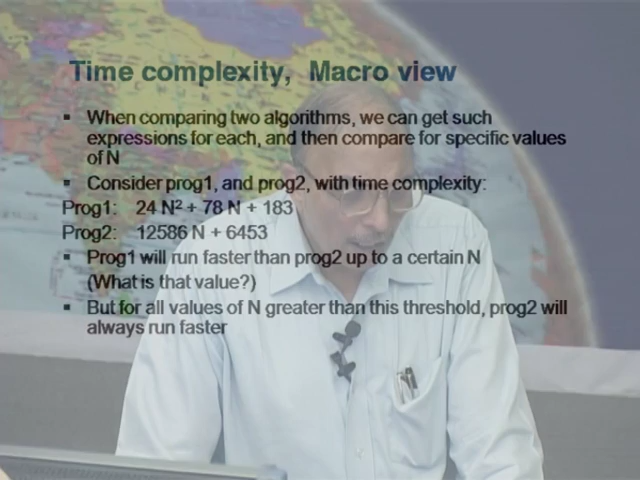 Time complexity, Macro view
▪ When comparing two algorithms, we can get such
expressions for each, and then compare for specific values
of N
▪ Consider prog1, and prog2, with time complexity:
Prog1: 24 N² + 78 N + 183
Prog2: 12586 N + 6453
▪ Prog1 will run faster than prog2 up to a certain N
(What is that value?)
▪ But for all values of N greater than this threshold, prog2 will
always run faster